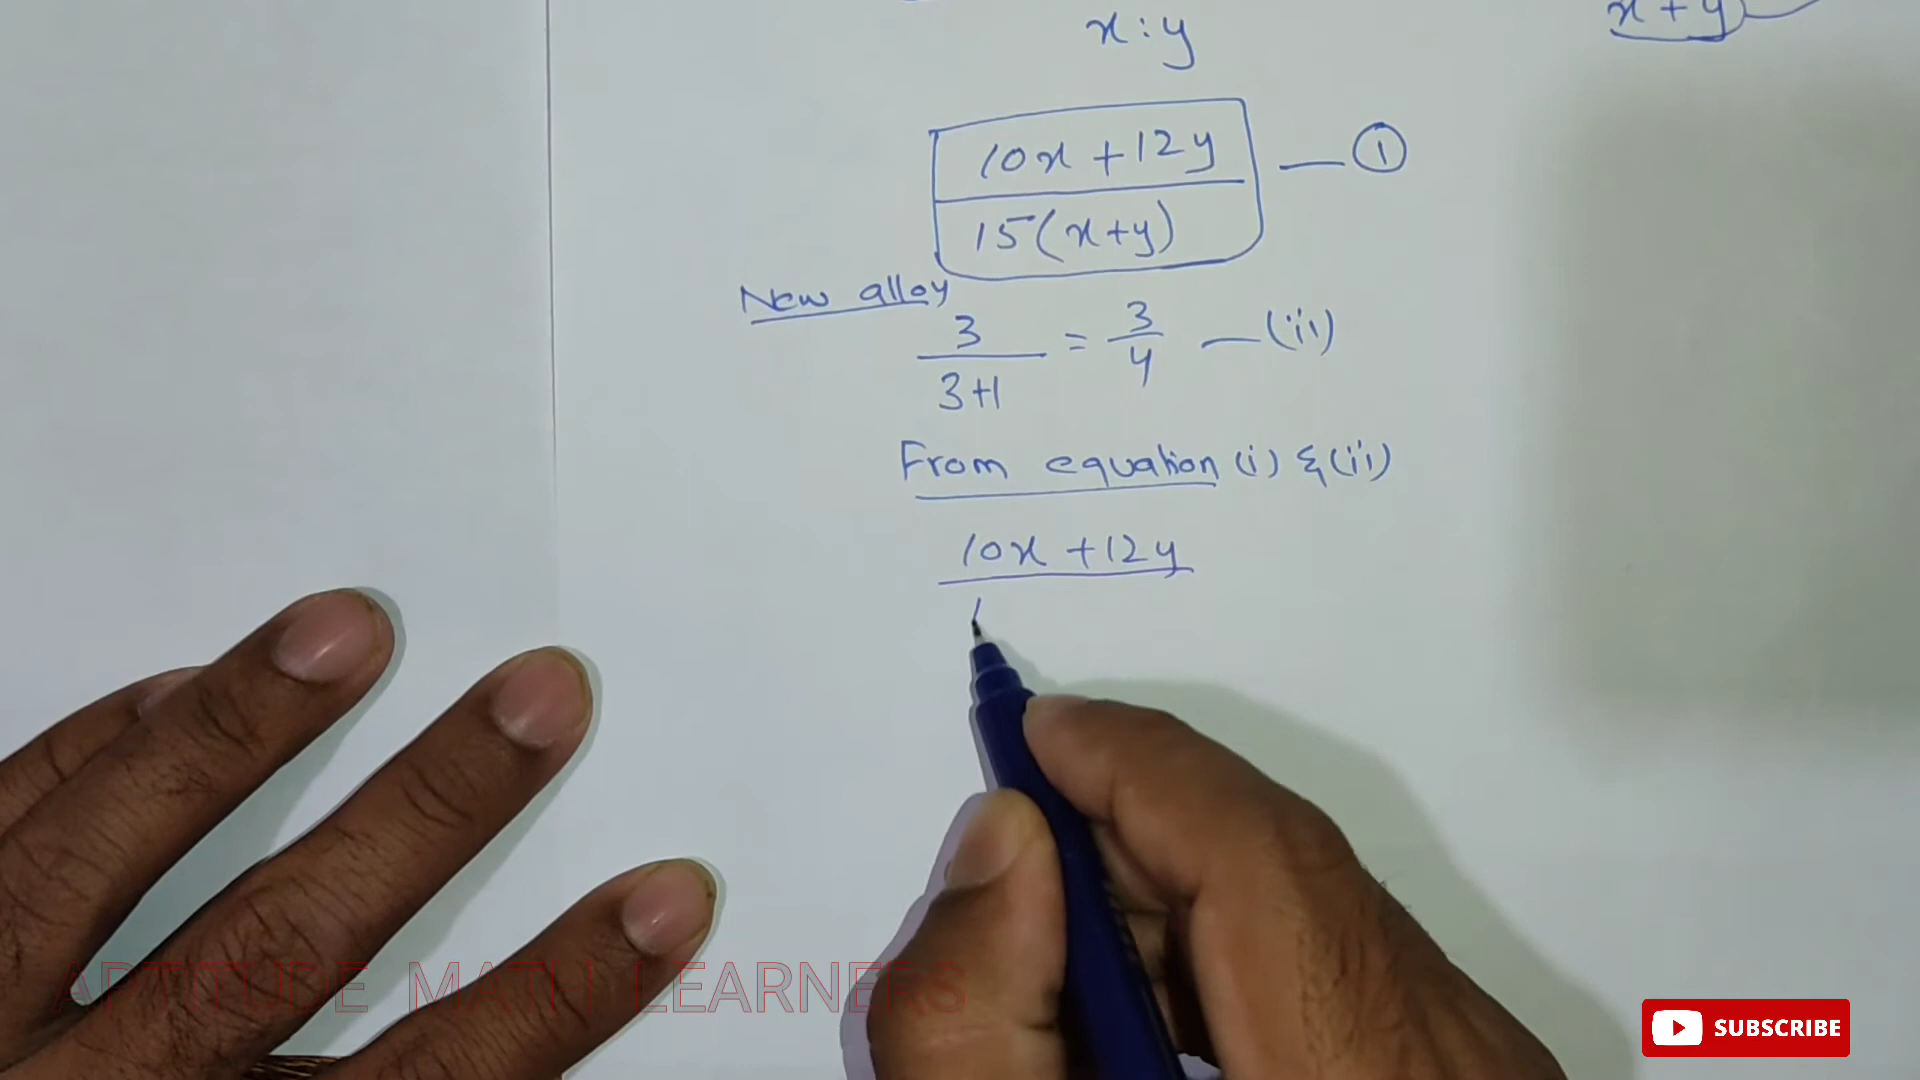 x + y
x : y
10x + 12y
15(x+y)
— ①
New alloy
3
3+1
= 3/4 — (ii)
From equation (i) & (ii)
10x + 12y
1
APTITUDE MATH LEARNERS
SUBSCRIBE